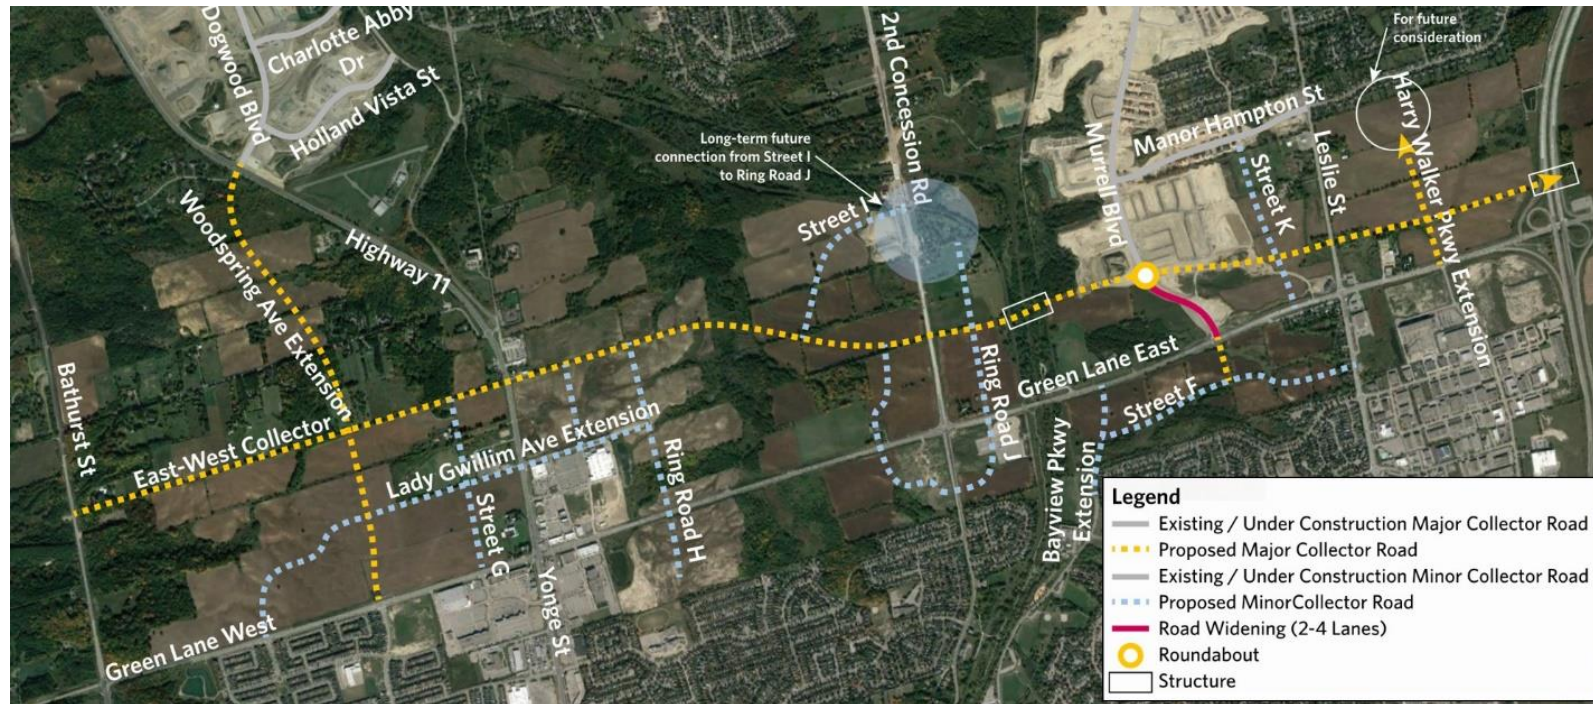 Dogwood Blvd
Charlotte Abby
Dr
Holland Vista St
2nd Concession Rd
For future
consideration
Long-term future
connection from Street I
to Ring Road J
Murrell Blvd
Manor Hampton St
Leslie St
Harry Walker Pkwy Extension
Street K
Street I
Woodspring Ave Extension
Highway 11
Bathurst St
East-West Collector
Lady Gwillim Ave Extension
Street G
Ring Road H
Yonge St
Green Lane West
Green Lane East
Ring Road J
Street F
Bayview Pkwy
Extension
Legend
Existing / Under Construction Major Collector Road
Proposed Major Collector Road
Existing / Under Construction Minor Collector Road
Proposed MinorCollector Road
Road Widening (2-4 Lanes)
Roundabout
Structure